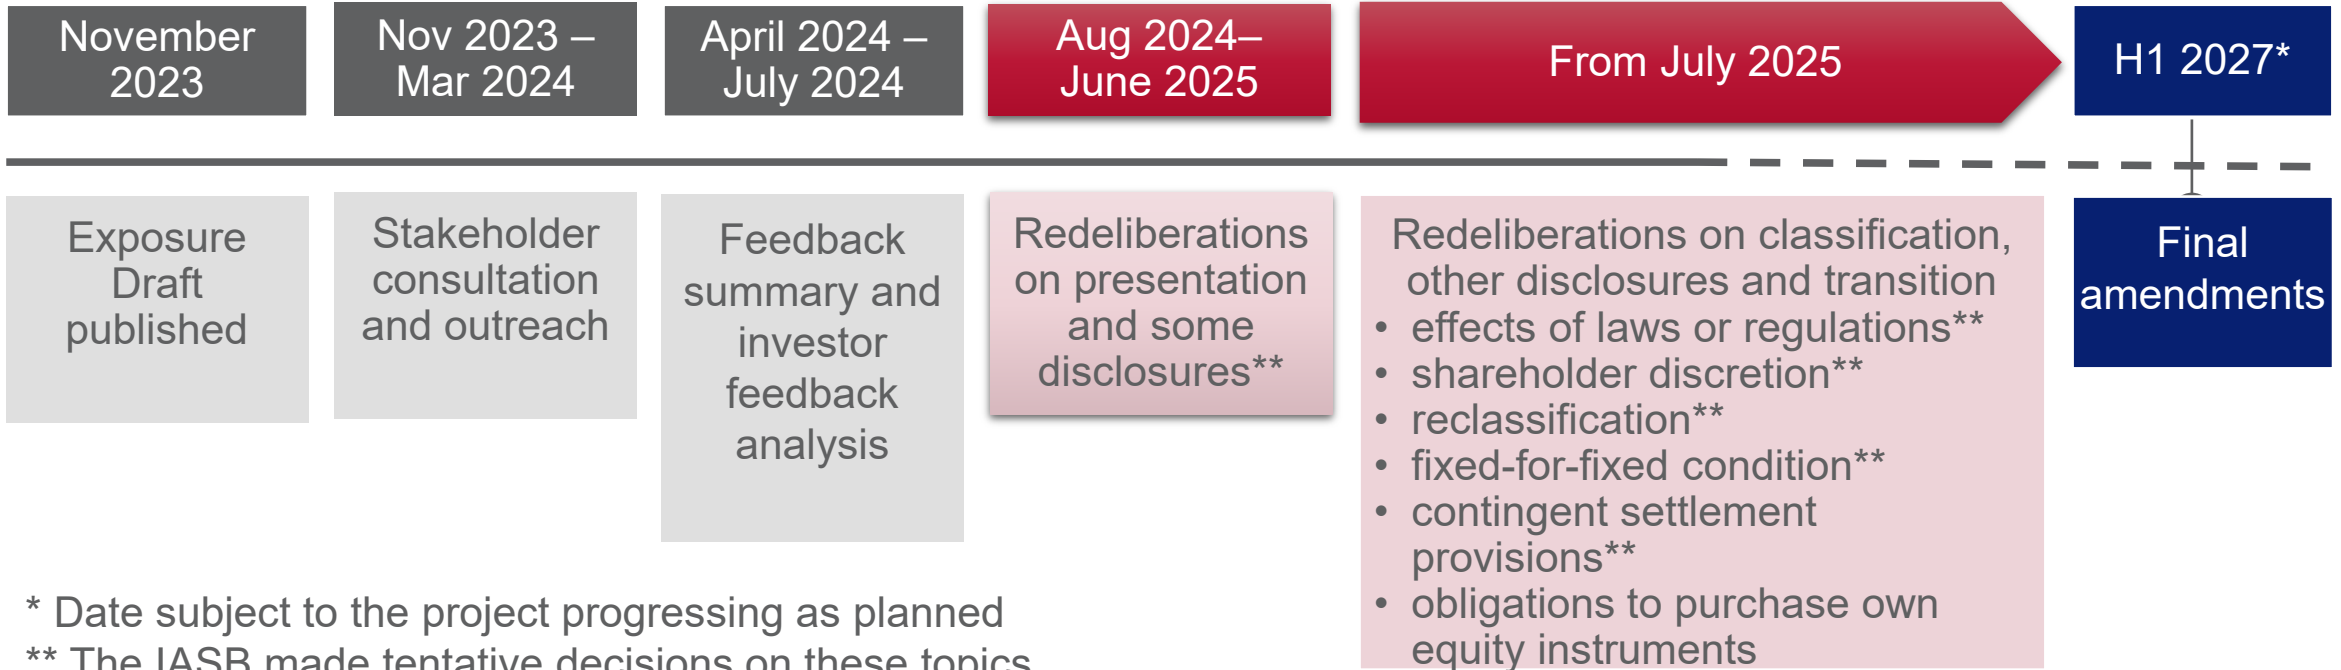 November
2023
Nov 2023 –
Mar 2024
April 2024 –
July 2024
Aug 2024–
June 2025
From July 2025
H1 2027*
Exposure
Draft
published
Stakeholder
consultation
and outreach
Feedback
summary and
investor
feedback
analysis
Redeliberations
on presentation
and some
disclosures**
Redeliberations on classification,
other disclosures and transition
• effects of laws or regulations**
• shareholder discretion**
• reclassification**
• fixed-for-fixed condition**
• contingent settlement
provisions**
• obligations to purchase own
equity instruments
Final
amendments
* Date subject to the project progressing as planned
** The IASB made tentative decisions on these topics